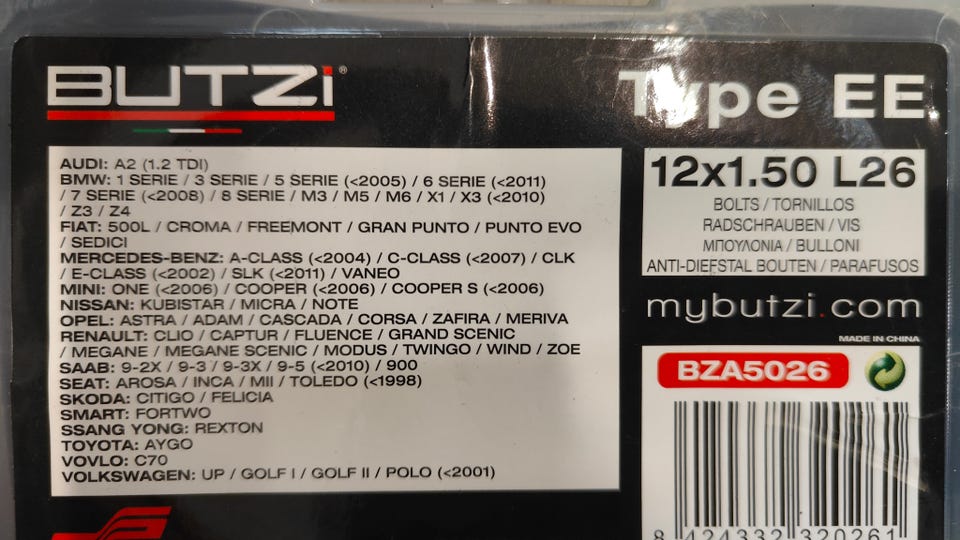 BUTZi®
Type EE
AUDI: A2 (1.2 TDI)
BMW: 1 SERIE / 3 SERIE / 5 SERIE (<2005) / 6 SERIE (<2011)
/ 7 SERIE (<2008) / 8 SERIE / M3 / M5 / M6 / X1 / X3 (<2010)
/ Z3 / Z4
FIAT: 500L / CROMA / FREEMONT / GRAN PUNTO / PUNTO EVO
/ SEDICI
MERCEDES-BENZ: A-CLASS (<2004) / C-CLASS (<2007) / CLK
/ E-CLASS (<2002) / SLK (<2011) / VANEO
MINI: ONE (<2006) / COOPER (<2006) / COOPER S (<2006)
NISSAN: KUBISTAR / MICRA / NOTE
OPEL: ASTRA / ADAM / CASCADA / CORSA / ZAFIRA / MERIVA
RENAULT: CLIO / CAPTUR / FLUENCE / GRAND SCENIC
/ MEGANE / MEGANE SCENIC / MODUS / TWINGO / WIND / ZOE
SAAB: 9-2X / 9-3 / 9-3X / 9-5 (<2010) / 900
SEAT: AROSA / INCA / MII / TOLEDO (<1998)
SKODA: CITIGO / FELICIA
SMART: FORTWO
SSANG YONG: REXTON
TOYOTA: AYGO
VOVLO: C70
VOLKSWAGEN: UP / GOLF I / GOLF II / POLO (<2001)
12x1.50 L26
BOLTS / TORNILLOS
RADSCHRAUBEN / VIS
ΜΠΟΥΛΟΝΙΑ / BULLONI
ANTI-DIEFSTAL BOUTEN / PARAFUSOS
mybutzi.com
MADE IN CHINA
BZA5026
8 424332 320261